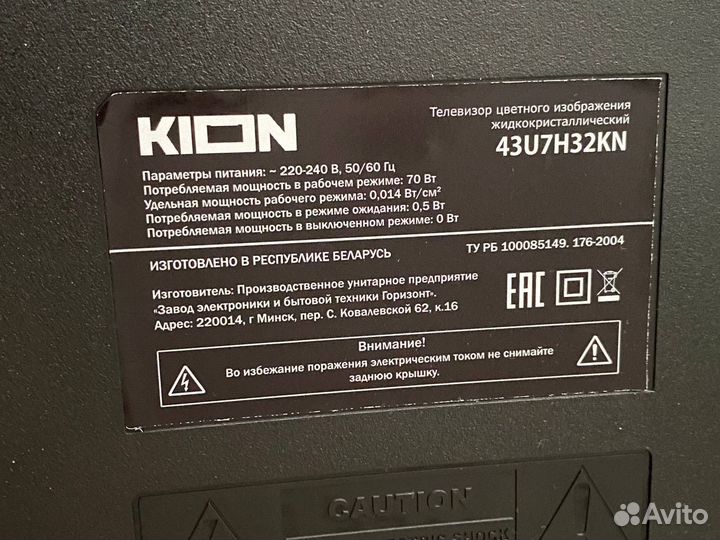 KION
Телевизор цветного изображения
жидкокристаллический
43U7H32KN
Параметры питания: ~ 220-240 В, 50/60 Гц
Потребляемая мощность в рабочем режиме: 70 Вт
Удельная мощность рабочего режима: 0,014 Вт/см²
Потребляемая мощность в режиме ожидания: 0,5 Вт
Потребляемая мощность в выключенном режиме: 0 Вт
ИЗГОТОВЛЕНО В РЕСПУБЛИКЕ БЕЛАРУСЬ
ТУ РБ 100085149. 176-2004
Изготовитель: Производственное унитарное предприятие
"Завод электроники и бытовой техники Горизонт".
Адрес: 220014, г Минск, пер. С. Ковалевской 62, к.16
EAC
Внимание!
Во избежание поражения электрическим током не снимайте
заднюю крышку.
CAUTION
SHOCK
Avito